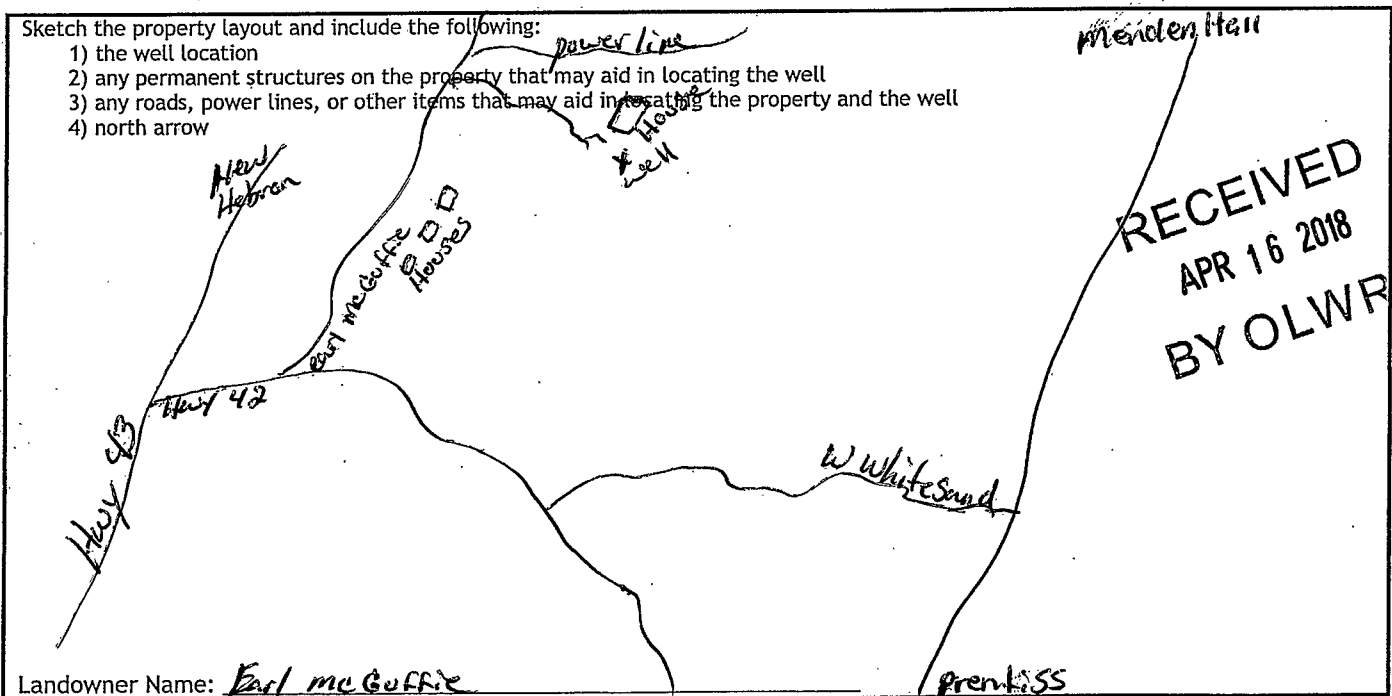 Sketch the property layout and include the following:
1) the well location
2) any permanent structures on the property that may aid in locating the well
3) any roads, power lines, or other items that may aid in locating the property and the well
4) north arrow
power line
MendenHall
House
well
New
Hebron
RECEIVED
APR 16 2018
BY OLWR
earl mcGuffie
Houses
Hwy 42
Hwy 43
W WhiteSand
Landowner Name: Earl mcGuffie
Prentiss